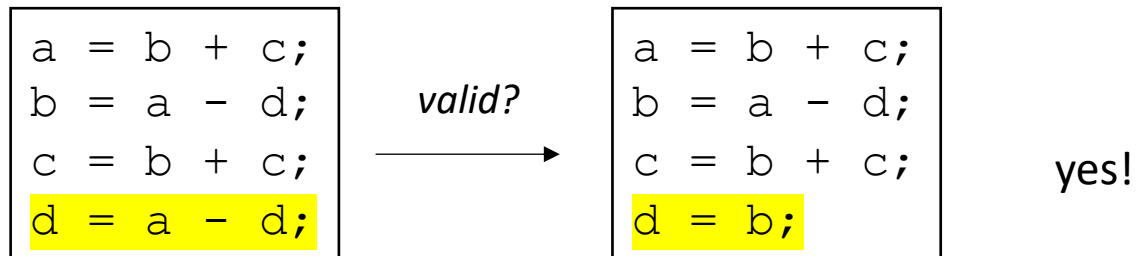 a = b + c;
b = a - d;
c = b + c;
d = a - d;
valid?
a = b + c;
b = a - d;
c = b + c;
d = b;
yes!